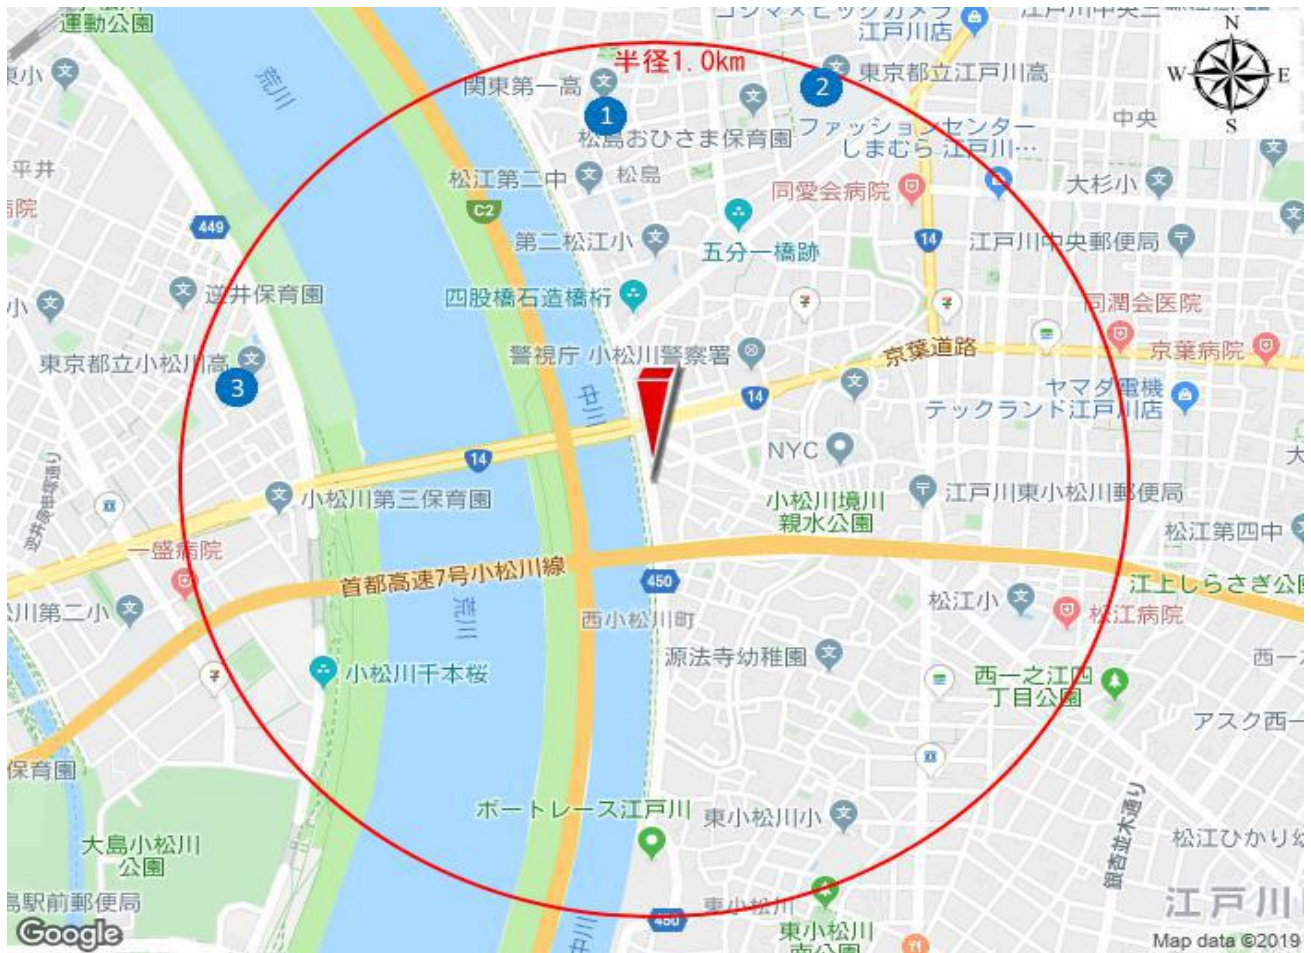 運動公園
コジマ×ビックカメラ
江戸川店
N
W
E
S
半径1.0km
荒川
関東第一高
1
2
東京都立江戸川高
松島おひさま保育園
ファッションセンター
しまむら 江戸川…
中央
平井
松江第二中
松島
同愛会病院
大杉小
C2
449
第二松江小
五分一橋跡
14
江戸川中央郵便局
逆井保育園
四股橋石造橋桁
同潤会医院
東京都立小松川高
3
警視庁 小松川警察署
京葉道路
京葉病院
中川
14
ヤマダ電機
テックランド江戸川店
14
NYC
小松川第三保育園
小松川境川
親水公園
江戸川東小松川郵便局
松江第四中
一盛病院
首都高速7号小松川線
450
江上しらさぎ公園
川第二小
荒川
西小松川町
松江小
松江病院
源法寺幼稚園
西一之江四
丁目公園
小松川千本桜
アスク西一
保育園
ボートレース江戸川
東小松川小
銀杏並木通り
大島小松川
公園
松江ひかり幼
島駅前郵便局
450
中川
東小松川
東小松川
南公園
江戸川
Google
Map data ©2019